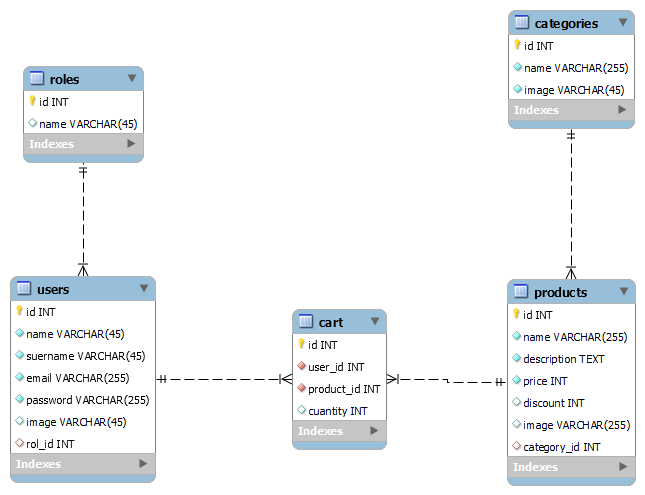 roles
id INT
name VARCHAR(45)
Indexes
categories
id INT
name VARCHAR(255)
image VARCHAR(45)
Indexes
users
id INT
name VARCHAR(45)
suername VARCHAR(45)
email VARCHAR(255)
password VARCHAR(255)
image VARCHAR(45)
rol_id INT
Indexes
cart
id INT
user_id INT
product_id INT
cuantity INT
Indexes
products
id INT
name VARCHAR(255)
description TEXT
price INT
discount INT
image VARCHAR(255)
category_id INT
Indexes